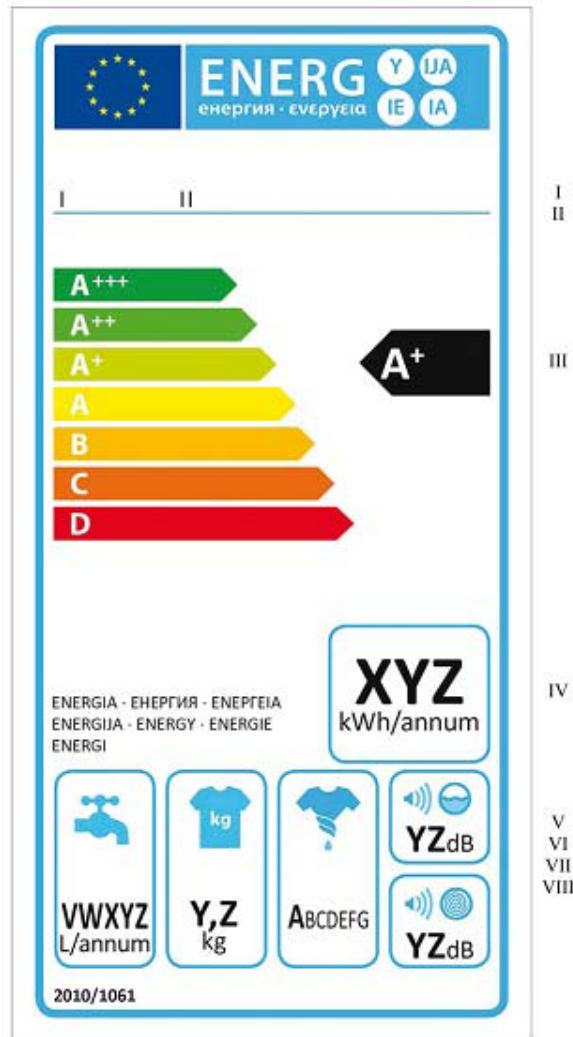 ENERG Y IJA
енергия · ενεργεια IE IA
I II
I
II
A+++
A++
A+
A
B
C
D
A+
III
XYZ
kWh/annum
IV
ENERGIA · ЕНЕРГИЯ · ΕΝΕΡΓΕΙΑ
ENERGIJA · ENERGY · ENERGIE
ENERGI
kg
VWXYZ
L/annum
Y,Z
kg
ABCDEFG
YZdB
YZdB
V
VI
VII
VIII
2010/1061